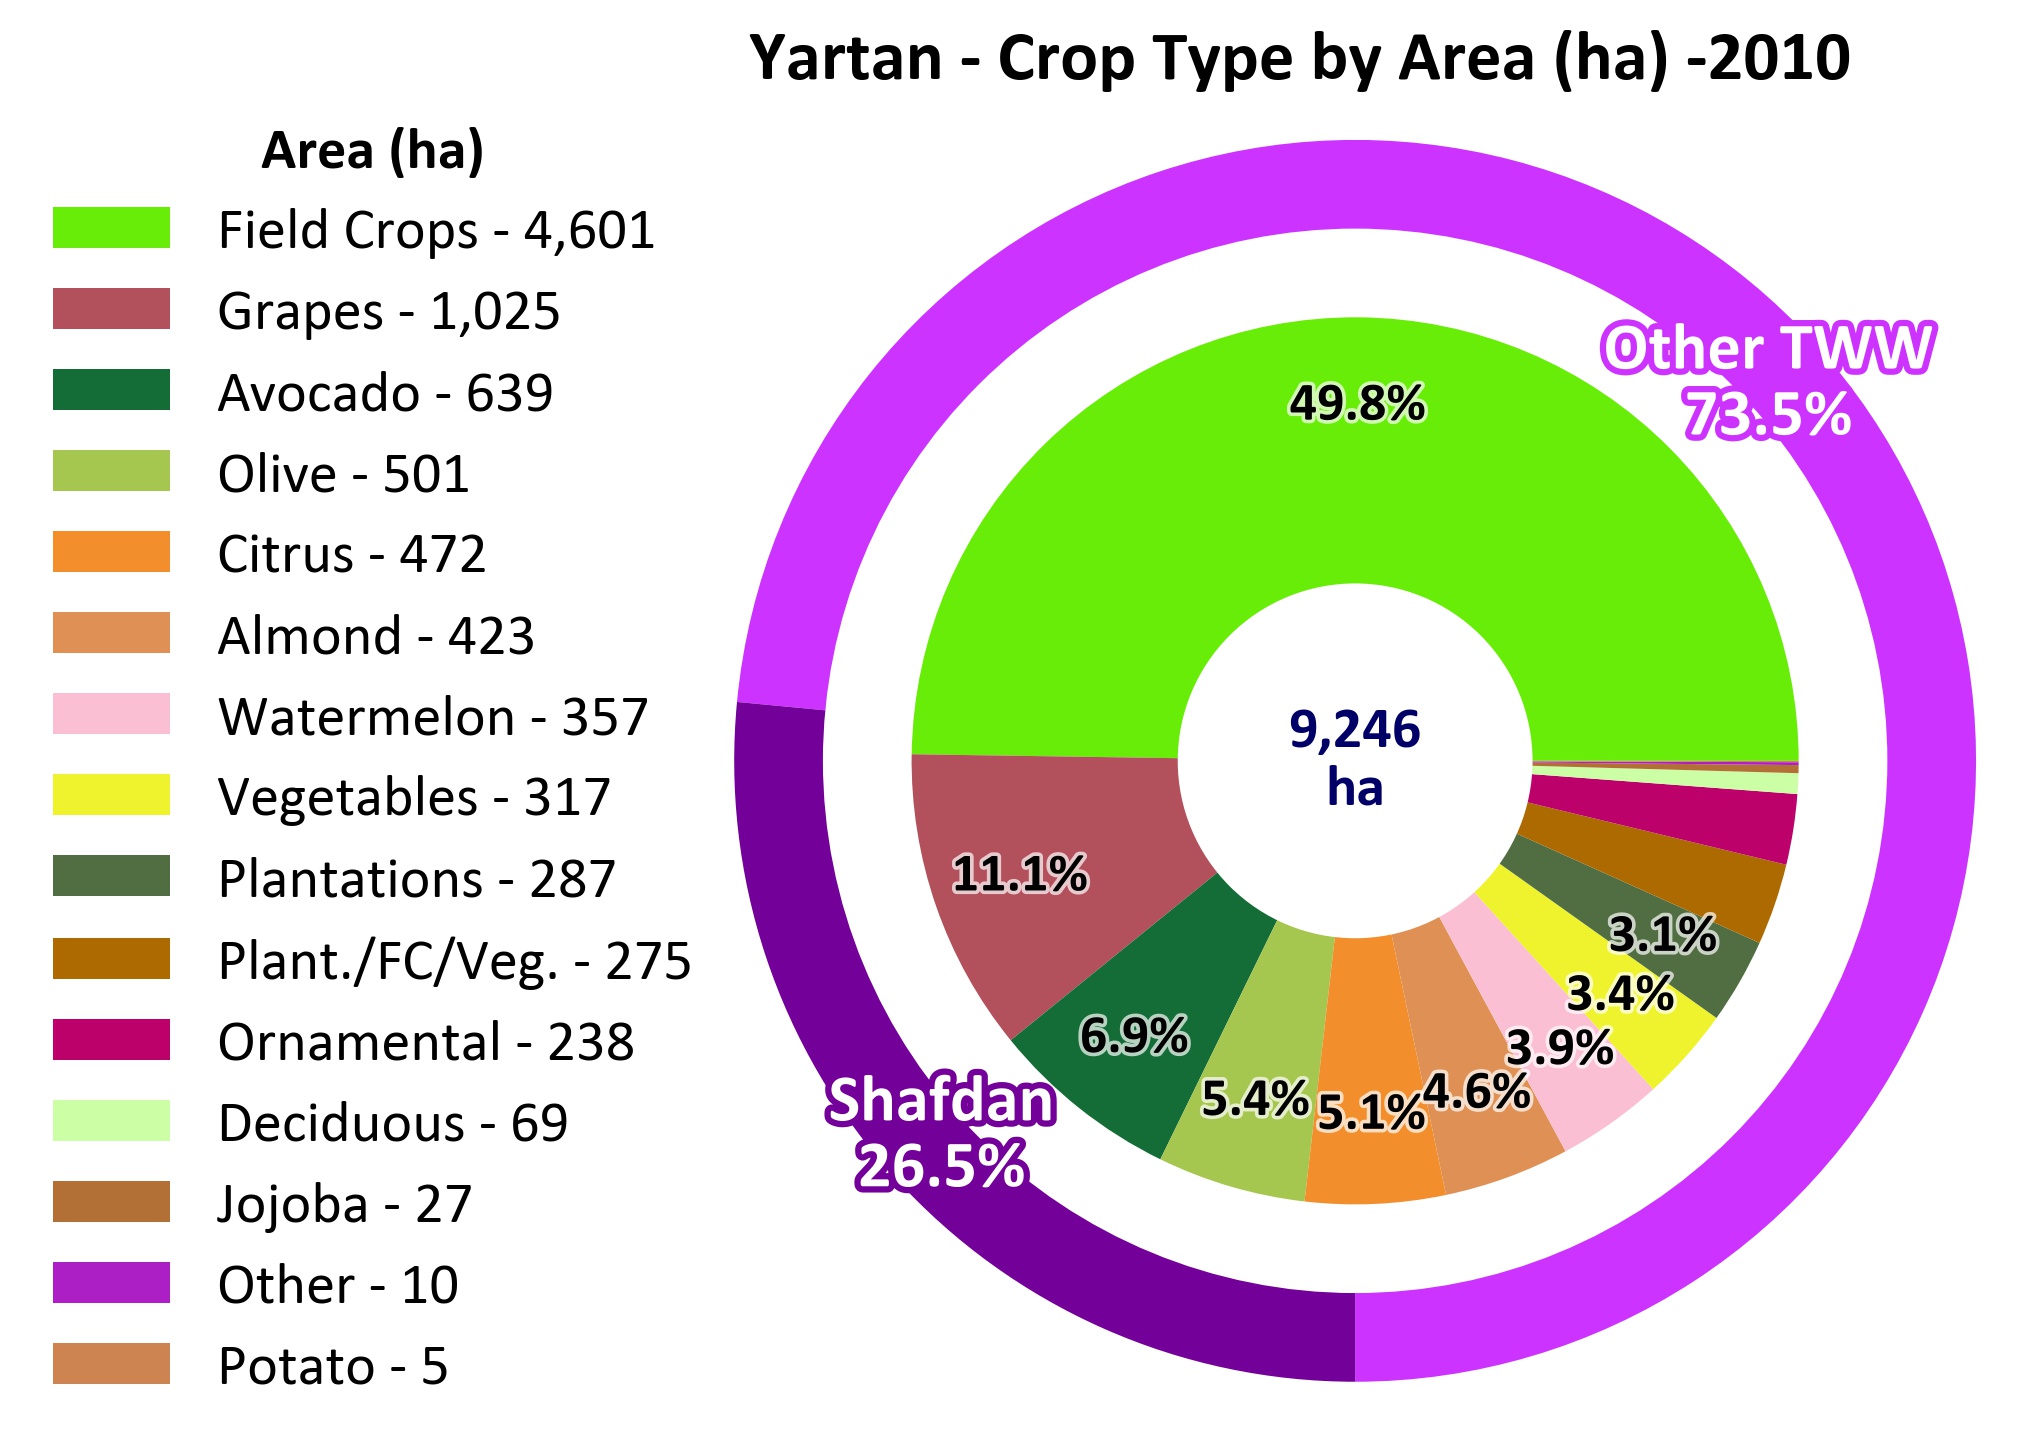 Yartan - Crop Type by Area (ha) -2010
Area (ha)
Field Crops - 4,601
Grapes - 1,025
Avocado - 639
Olive - 501
Citrus - 472
Almond - 423
Watermelon - 357
Vegetables - 317
Plantations - 287
Plant./FC/Veg. - 275
Ornamental - 238
Deciduous - 69
Jojoba - 27
Other - 10
Potato - 5
Other TWW
73.5%
49.8%
9,246
ha
11.1%
6.9%
5.4%
5.1%
4.6%
3.9%
3.4%
3.1%
Shafdan
26.5%